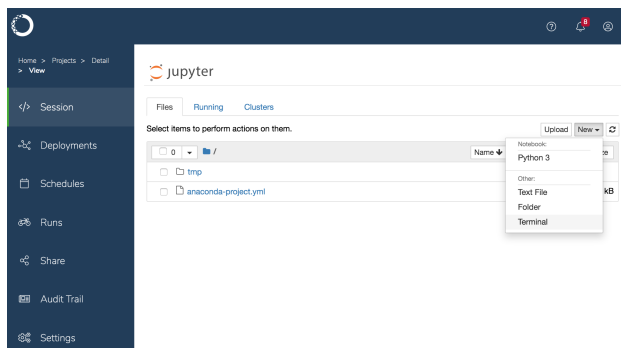 8
Home > Projects > Detail
> View
Jupyter
</> Session
Files Running Clusters
Select items to perform actions on them.
Upload New
Deployments
0 / Name
Notebook:
Python 3
tmp
Other:
Schedules
anaconda-project.yml
Text File
kB
Folder
Runs
Terminal
Share
Audit Trail
Settings